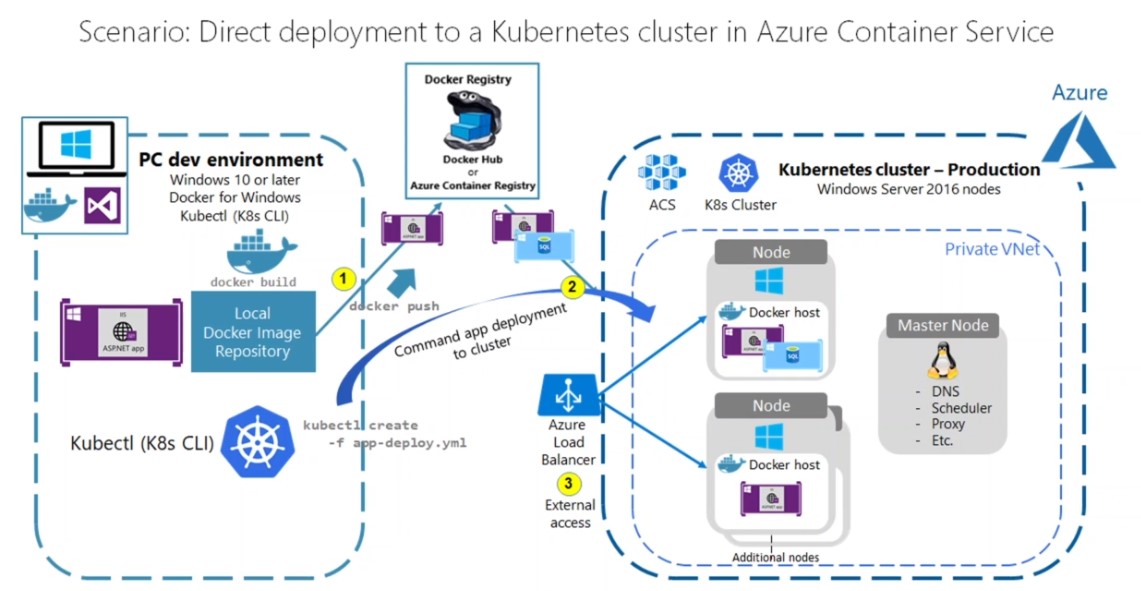 Scenario: Direct deployment to a Kubernetes cluster in Azure Container Service
Docker Registry
Docker Hub
or
Azure Container Registry
Azure
PC dev environment
Windows 10 or later
Docker for Windows
Kubectl (K8s CLI)
docker build
IIS
ASP.NET app
Local
Docker Image
Repository
1
docker push
2
Command app deployment
to cluster
Kubectl (K8s CLI)
kubectl create
-f app-deploy.yml
Azure
Load
Balancer
3
External
access
ACS
K8s Cluster
Kubernetes cluster – Production
Windows Server 2016 nodes
Private VNet
SQL
Node
Docker host
SQL
Node
Docker host
Additional nodes
Master Node
- DNS
- Scheduler
- Proxy
- Etc.